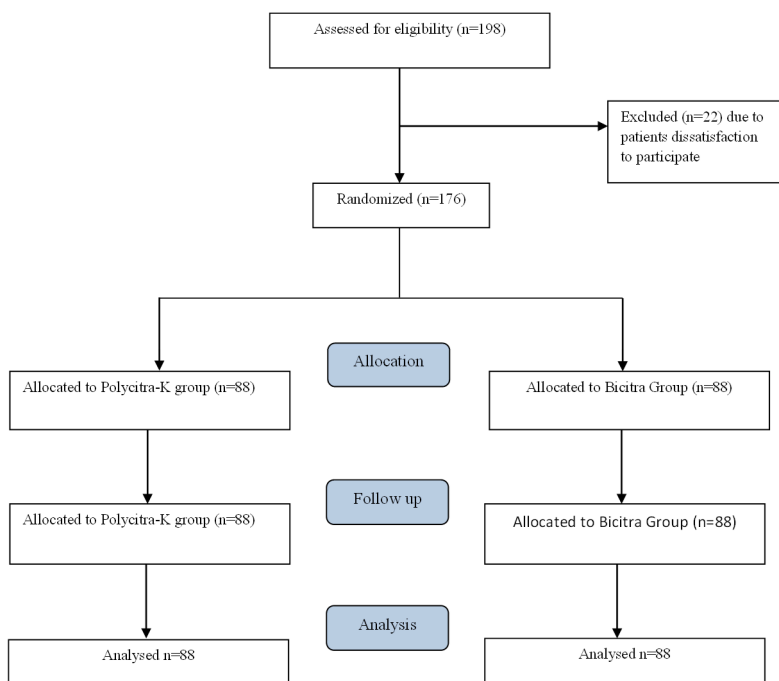 Assessed for eligibility (n=198)
Excluded (n=22) due to
patients dissatisfaction
to participate
Randomized (n=176)
Allocation
Allocated to Polycitra-K group (n=88)
Allocated to Bicitra Group (n=88)
Follow up
Allocated to Polycitra-K group (n=88)
Allocated to Bicitra Group (n=88)
Analysis
Analysed n=88
Analysed n=88